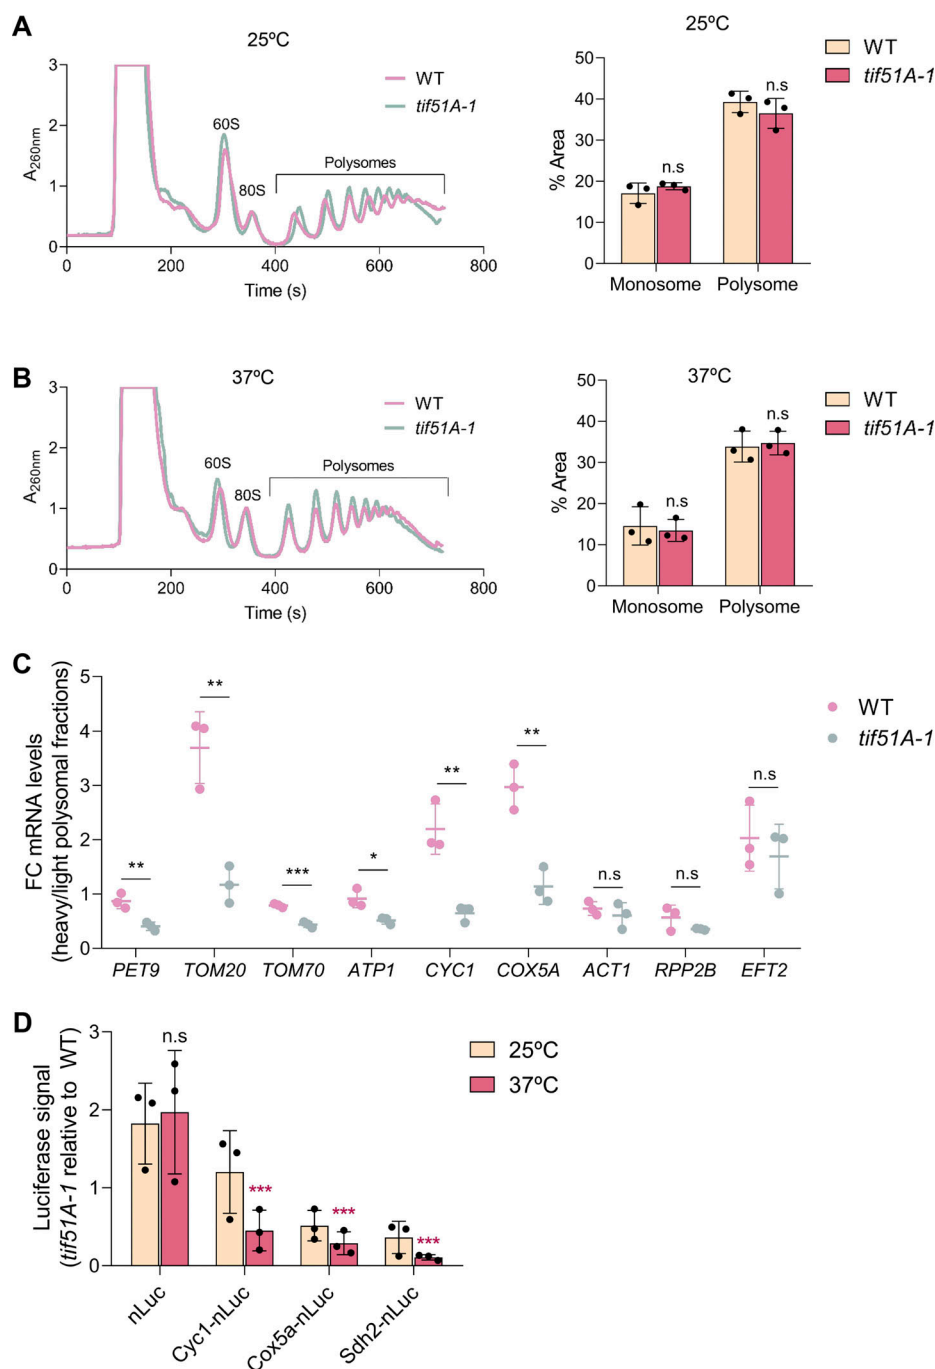 A
25ºC
3
2
1
0
A260nm
WT
tif51A-1
60S
80S
Polysomes
0 200 400 600 800
Time (s)
25ºC
50
40
30
20
10
0
% Area
n.s
n.s
Monosome Polysome
WT
tif51A-1
B
37ºC
3
2
1
0
A260nm
WT
tif51A-1
60S
80S
Polysomes
0 200 400 600 800
Time (s)
37ºC
50
40
30
20
10
0
% Area
n.s
n.s
Monosome Polysome
WT
tif51A-1
C
5
4
3
2
1
0
FC mRNA levels
(heavy/light polysomal fractions)
**
**
***
*
**
**
n.s
n.s
n.s
PET9 TOM20 TOM70 ATP1 CYC1 COX5A ACT1 RPP2B EFT2
WT
tif51A-1
D
3
2
1
0
Luciferase signal
(tif51A-1 relative to WT)
n.s
***
***
***
nLuc
Cyc1-nLuc
Cox5a-nLuc
Sdh2-nLuc
25ºC
37ºC